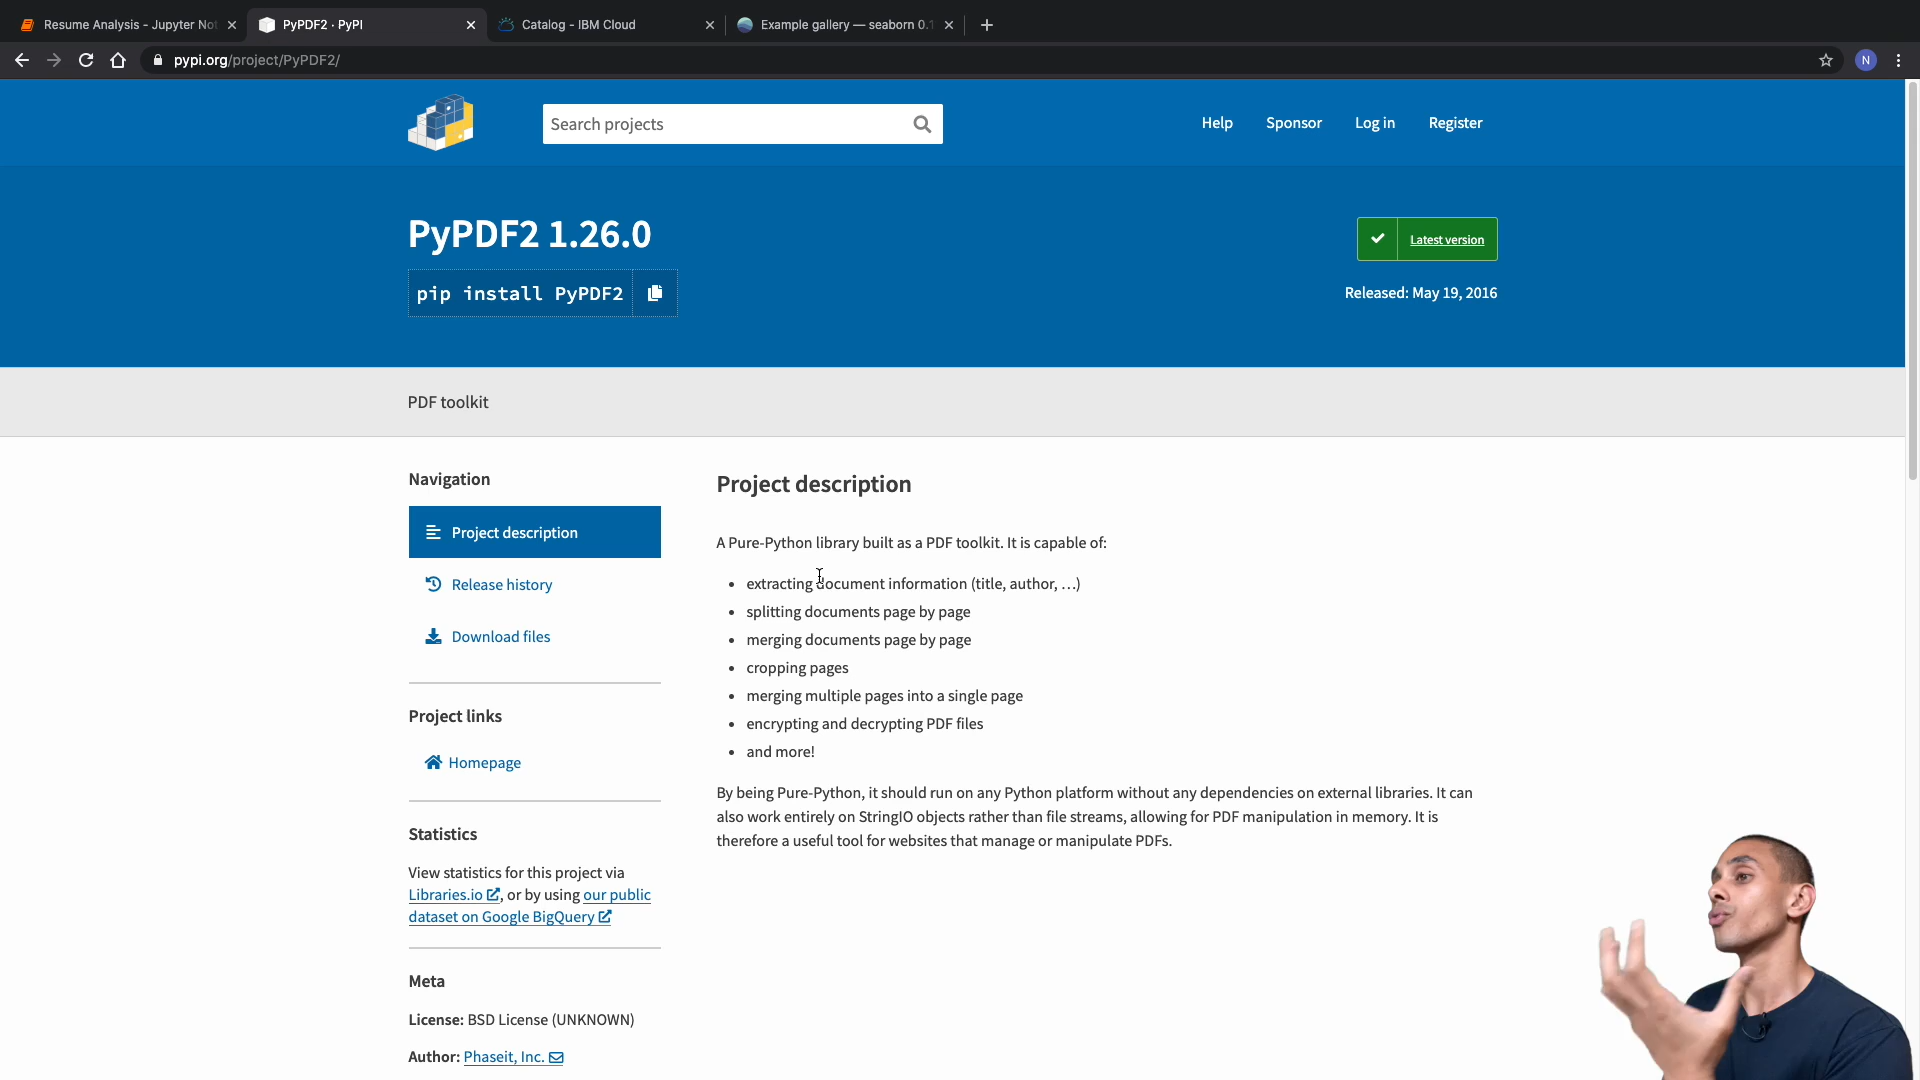 Resume Analysis - Jupyter Not
PyPDF2 · PyPI
Catalog - IBM Cloud
Example gallery — seaborn 0.1
pypi.org/project/PyPDF2/
N
Search projects
Help
Sponsor
Log in
Register
PyPDF2 1.26.0
Latest version
pip install PyPDF2
Released: May 19, 2016
PDF toolkit
Navigation
Project description
Release history
Download files
Project links
Homepage
Statistics
View statistics for this project via
Libraries.io, or by using our public
dataset on Google BigQuery
Meta
License: BSD License (UNKNOWN)
Author: Phaseit, Inc.
Project description
A Pure-Python library built as a PDF toolkit. It is capable of:
• extracting document information (title, author, …)
• splitting documents page by page
• merging documents page by page
• cropping pages
• merging multiple pages into a single page
• encrypting and decrypting PDF files
• and more!
By being Pure-Python, it should run on any Python platform without any dependencies on external libraries. It can
also work entirely on StringIO objects rather than file streams, allowing for PDF manipulation in memory. It is
therefore a useful tool for websites that manage or manipulate PDFs.